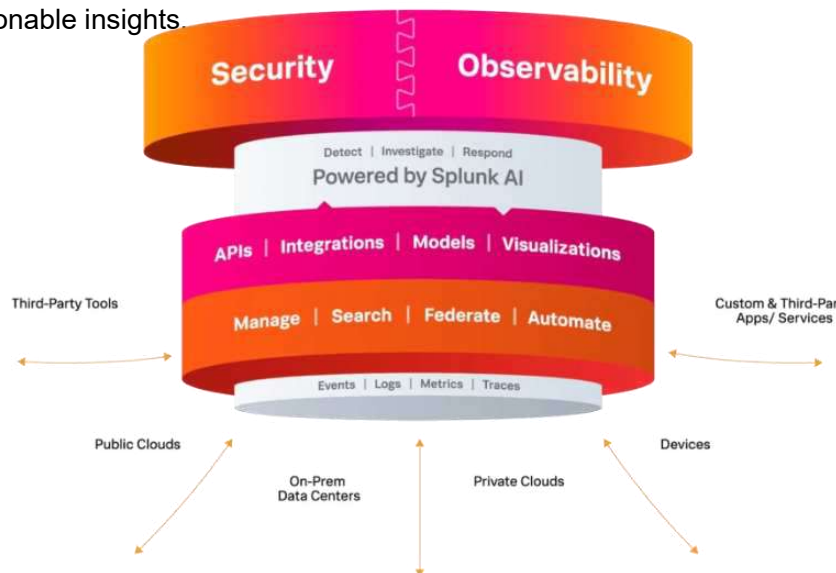 onable insights.
Security Observability
Detect | Investigate | Respond
Powered by Splunk AI
APIs | Integrations | Models | Visualizations
Third-Party Tools
Custom & Third-Pa
Apps/ Services
Manage | Search | Federate | Automate
Events | Logs | Metrics | Traces
Public Clouds
Devices
On-Prem
Data Centers
Private Clouds